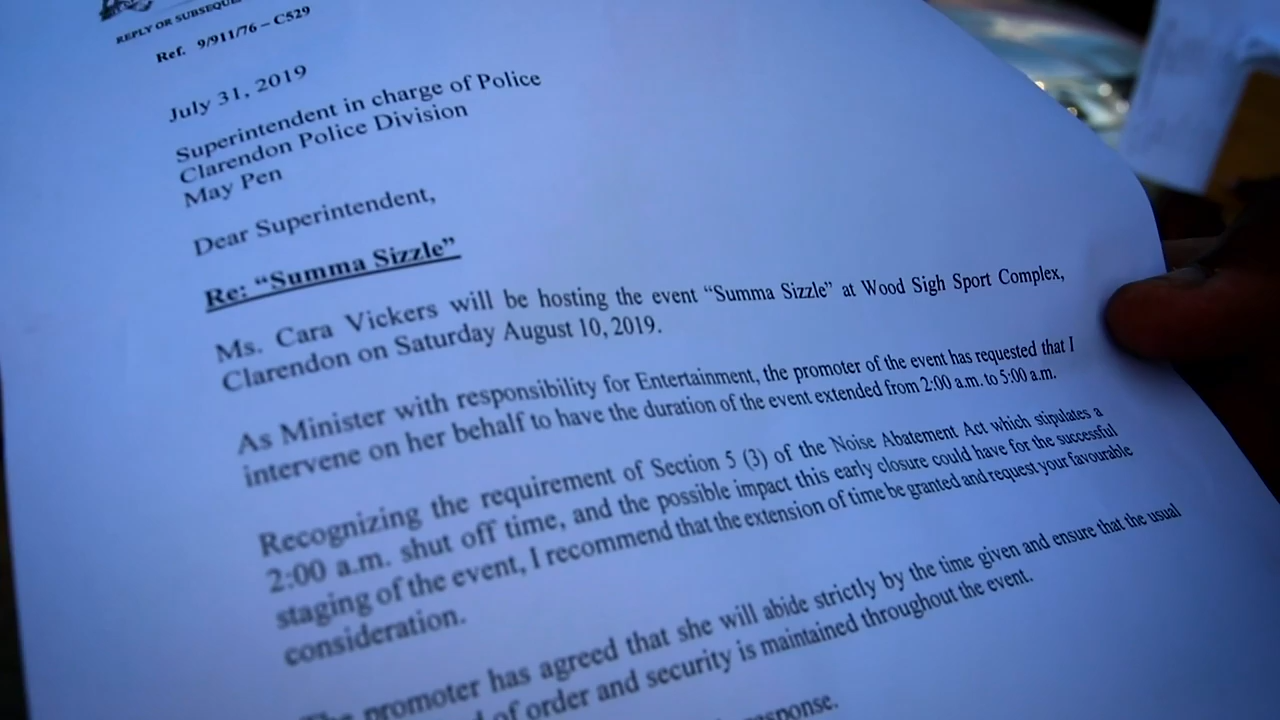 REPLY OR SUBSEQUE
Ref. 9/911/76 – C529
July 31, 2019
Superintendent in charge of Police
Clarendon Police Division
May Pen
Dear Superintendent,
Re: “Summa Sizzle”
Ms. Cara Vickers will be hosting the event “Summa Sizzle” at Wood Sigh Sport Complex,
Clarendon on Saturday August 10, 2019.
As Minister with responsibility for Entertainment, the promoter of the event has requested that I
intervene on her behalf to have the duration of the event extended from 2:00 a.m. to 5:00 a.m.
Recognizing the requirement of Section 5 (3) of the Noise Abatement Act which stipulates a
2:00 a.m. shut off time, and the possible impact this early closure could have for the successful
staging of the event, I recommend that the extension of time be granted and request your favourable
consideration.
The promoter has agreed that she will abide strictly by the time given and ensure that the usual
of order and security is maintained throughout the event.
response.